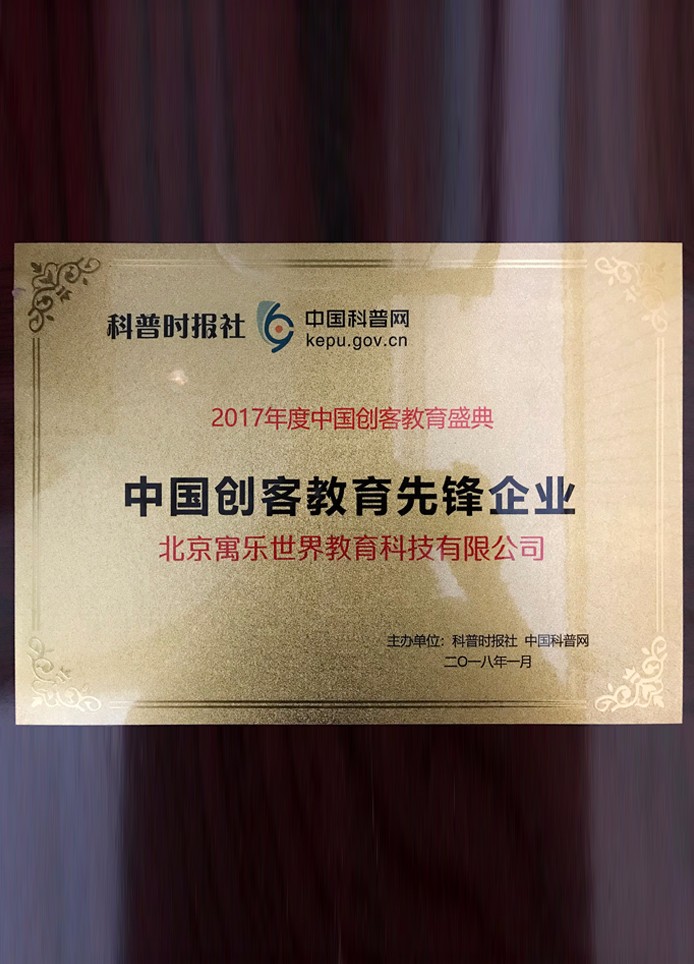 科普时报社 中国科普网
kepu.gov.cn
2017年度中国创客教育盛典
中国创客教育先锋企业
北京寓乐世界教育科技有限公司
主办单位：科普时报社 中国科普网
二〇一八年一月